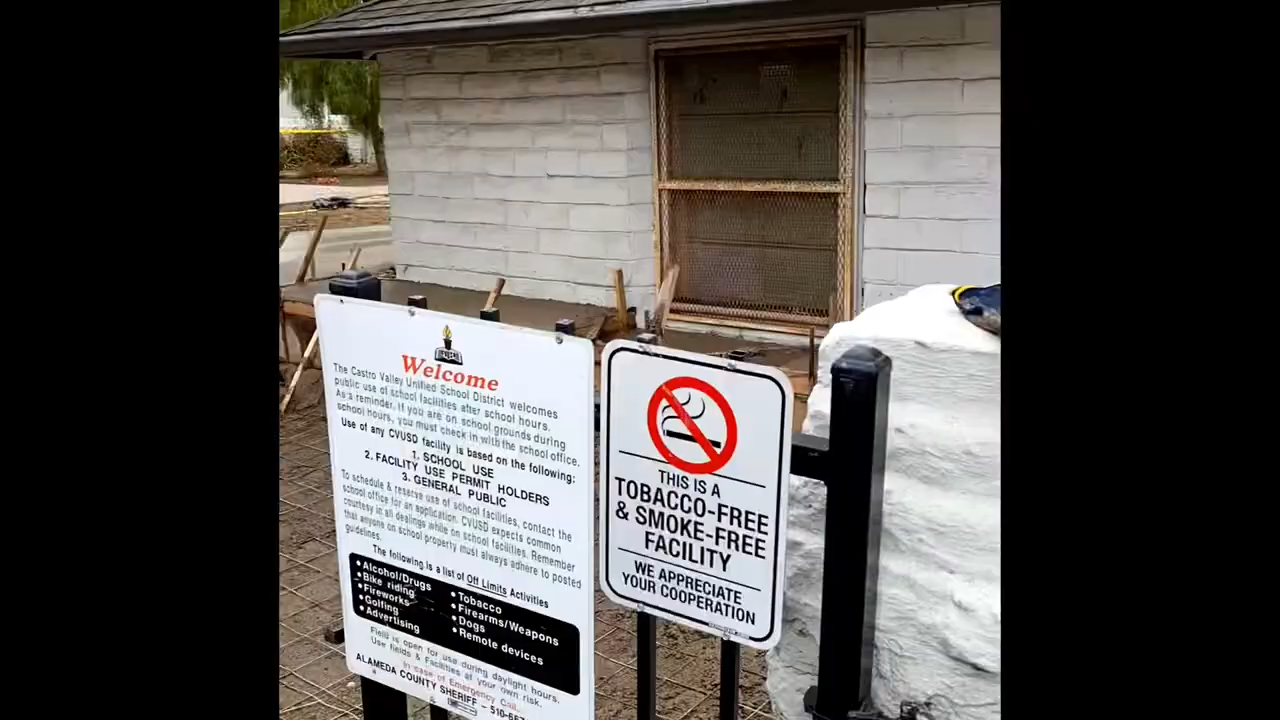 Welcome
The Castro Valley Unified School District welcomes
public use of school facilities after school hours.
As a reminder, if you are on school grounds during
school hours, you must check in with the school office.
Use of any CVUSD facility is based on the following:
1. SCHOOL USE
2. FACILITY USE PERMIT HOLDERS
3. GENERAL PUBLIC
To schedule & reserve use of school facilities, contact the
school office for an application. CVUSD expects common
courtesy in all dealings while on school facilities. Remember
that anyone on school property must always adhere to posted
guidelines.
The following is a list of Off Limits Activities
• Alcohol/Drugs
• Bike riding
• Fireworks
• Golfing
• Advertising
• Tobacco
• Firearms/Weapons
• Dogs
• Remote devices
Field is open for use during daylight hours.
Use fields & Facilities at your own risk.
In case of Emergency Call..
ALAMEDA COUNTY SHERIFF – 510-667
THIS IS A
TOBACCO-FREE
& SMOKE-FREE
FACILITY
WE APPRECIATE
YOUR COOPERATION